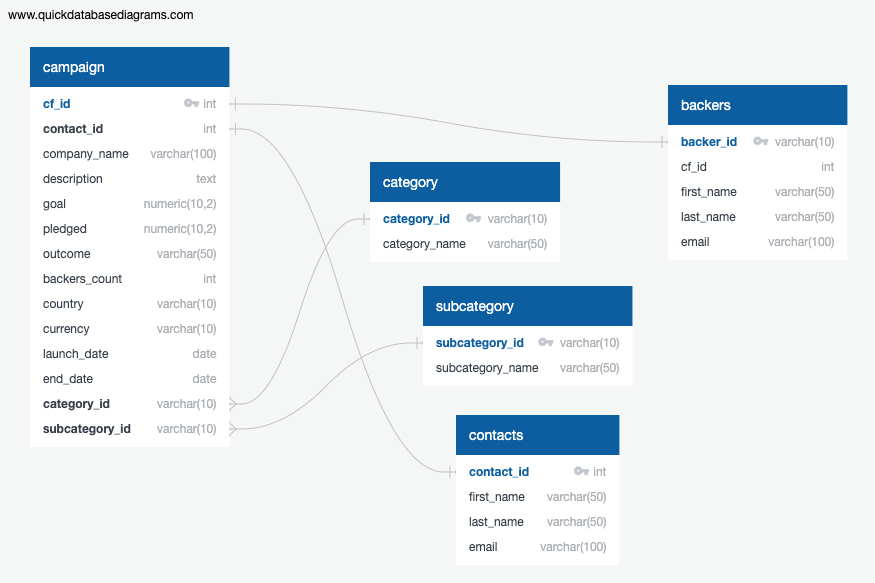 www.quickdatabasediagrams.com
campaign
cf_id int
contact_id int
company_name varchar(100)
description text
goal numeric(10,2)
pledged numeric(10,2)
outcome varchar(50)
backers_count int
country varchar(10)
currency varchar(10)
launch_date date
end_date date
category_id varchar(10)
subcategory_id varchar(10)
category
category_id varchar(10)
category_name varchar(50)
subcategory
subcategory_id varchar(10)
subcategory_name varchar(50)
contacts
contact_id int
first_name varchar(50)
last_name varchar(50)
email varchar(100)
backers
backer_id varchar(10)
cf_id int
first_name varchar(50)
last_name varchar(50)
email varchar(100)